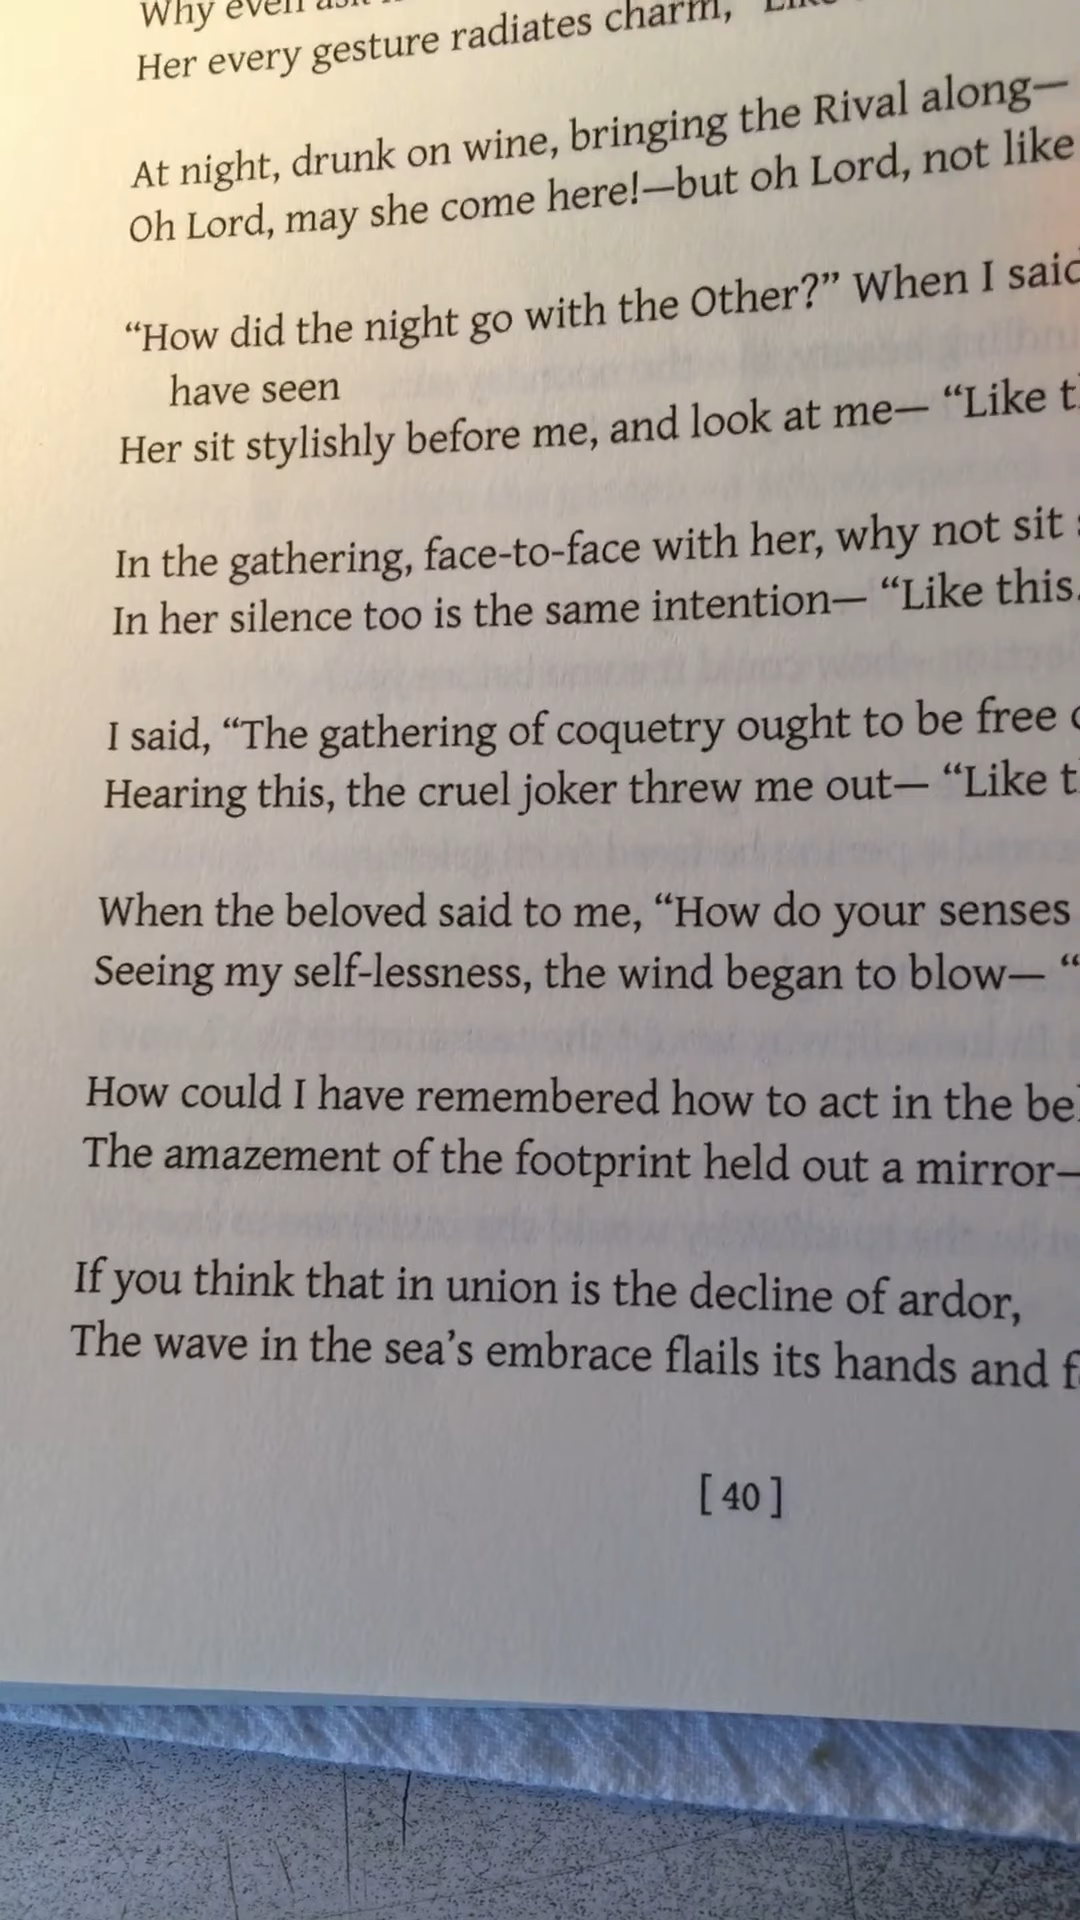 Why even
Her every gesture radiates charm,
At night, drunk on wine, bringing the Rival along—
Oh Lord, may she come here!—but oh Lord, not like
“How did the night go with the Other?” When I said
have seen
Her sit stylishly before me, and look at me— “Like
In the gathering, face-to-face with her, why not sit
In her silence too is the same intention— “Like this.
I said, “The gathering of coquetry ought to be free
Hearing this, the cruel joker threw me out— “Like
When the beloved said to me, “How do your senses
Seeing my self-lessness, the wind began to blow— “
How could I have remembered how to act in the
The amazement of the footprint held out a mirror—
If you think that in union is the decline of ardor,
The wave in the sea’s embrace flails its hands and
[ 40 ]